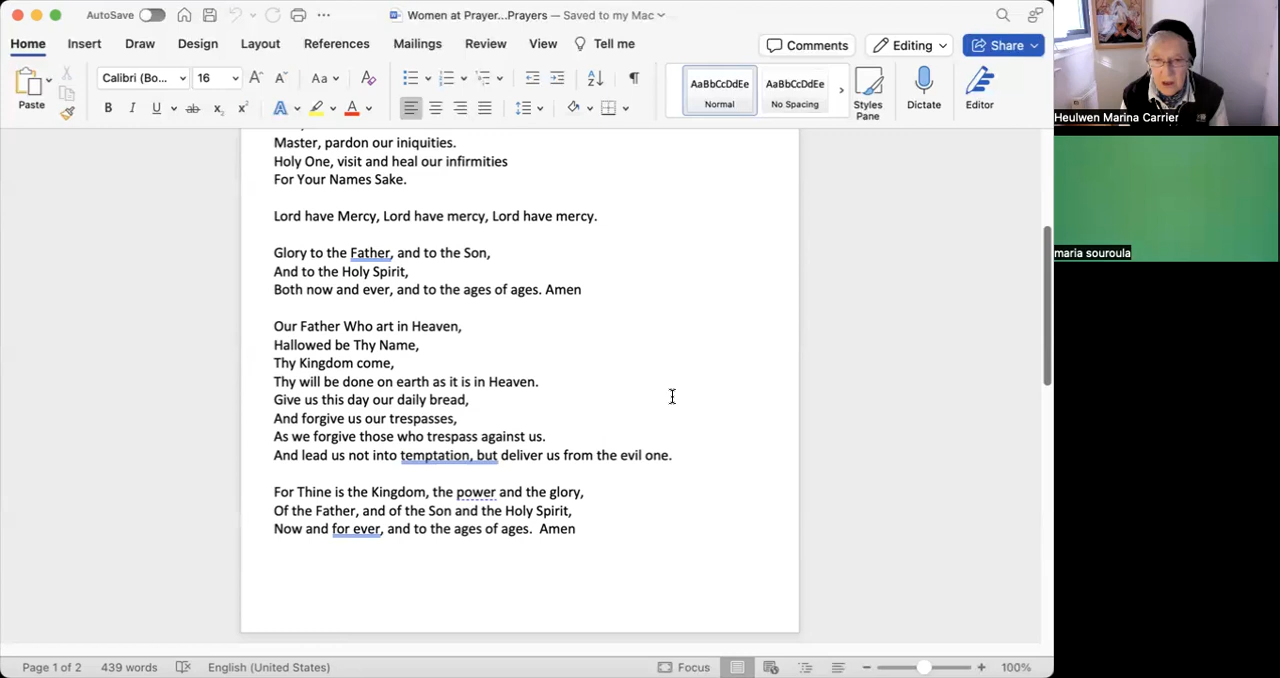 AutoSave
Women at Prayer...Prayers — Saved to my Mac
Home Insert Draw Design Layout References Mailings Review View Tell me
Comments Editing Share
Paste
Calibri (Bo... 16
Normal
No Spacing
Styles Pane
Dictate
Editor
Master, pardon our iniquities.
Holy One, visit and heal our infirmities
For Your Names Sake.
Lord have Mercy, Lord have mercy, Lord have mercy.
Glory to the Father, and to the Son,
And to the Holy Spirit,
Both now and ever, and to the ages of ages. Amen
Our Father Who art in Heaven,
Hallowed be Thy Name,
Thy Kingdom come,
Thy will be done on earth as it is in Heaven.
Give us this day our daily bread,
And forgive us our trespasses,
As we forgive those who trespass against us.
And lead us not into temptation, but deliver us from the evil one.
For Thine is the Kingdom, the power and the glory,
Of the Father, and of the Son and the Holy Spirit,
Now and for ever, and to the ages of ages.  Amen
Page 1 of 2 439 words English (United States) Focus 100%
Heulwen Marina Carrier
maria souroula